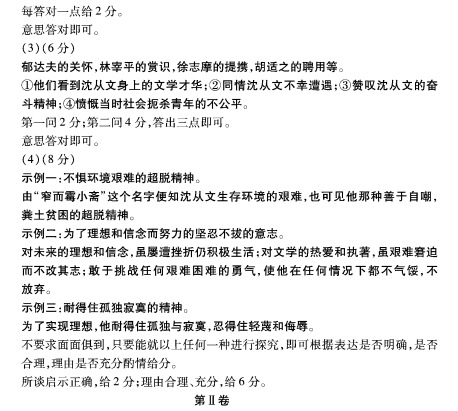 每答对一点给2分。
意思答对即可。
(3)(6分)
郁达夫的关怀,林宰平的赏识,徐志摩的提携,胡适之的聘用等。
①他们看到沈从文身上的文学才华;②同情沈从文不幸遭遇;③赞叹沈从文的奋
斗精神;④愤慨当时社会扼杀青年的不公平。
第一问2分;第二问4分,答出三点即可。
意思答对即可。
(4)(8分)
示例一:不惧环境艰难的超脱精神。
由“窄而霉小斋”这个名字便知沈从文生存环境的艰难,也可见他那种善于自嘲,
粪土贫困的超脱精神。
示例二:为了理想和信念而努力的坚忍不拔的意志。
对未来的理想和信念,虽屡遭挫折仍积极生活;对文学的热爱和执著,虽艰难窘迫
而不改其志;敢于挑战任何艰难困难的勇气,使他在任何情况下都不气馁,不
放弃。
示例三:耐得住孤独寂寞的精神。
为了实现理想,他耐得住孤独与寂寞,忍得住轻蔑和侮辱。
不要求面面俱到,只要能就以上任何一种进行探究,即可根据表达是否明确,是否
合理,理由是否充分酌情给分。
所谈启示正确,给2分;理由合理、充分,给6分。
第Ⅱ卷